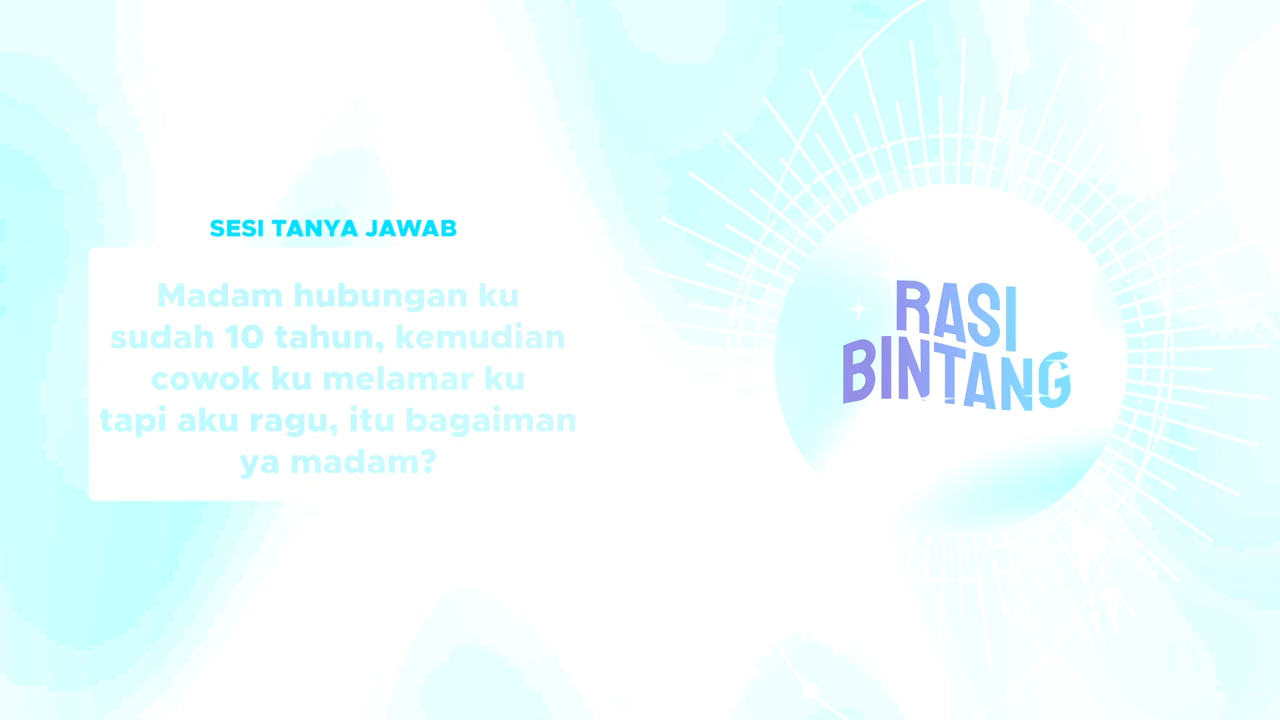 SESI TANYA JAWAB
Madam hubungan ku
sudah 10 tahun, kemudian
cowok ku melamar ku
tapi aku ragu, itu bagaiman
ya madam?
RASI
BINTANG